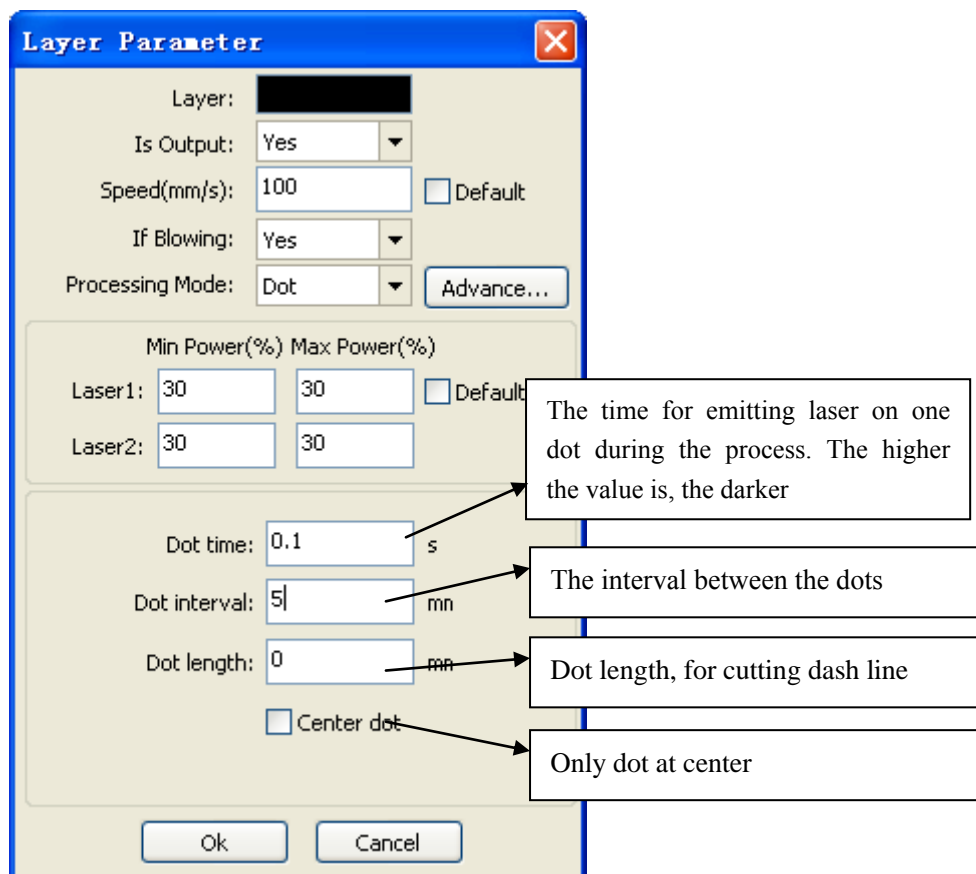 Layer Parameter
Layer:
Is Output: Yes
Speed(mm/s): 100 Default
If Blowing: Yes
Processing Mode: Dot Advance...
Min Power(%) Max Power(%)
Laser1: 30 30 Default
Laser2: 30 30
The time for emitting laser on one
dot during the process. The higher
the value is, the darker
Dot time: 0.1 s
Dot interval: 5 mn
The interval between the dots
Dot length: 0 mn
Dot length, for cutting dash line
Center dot
Only dot at center
Ok Cancel